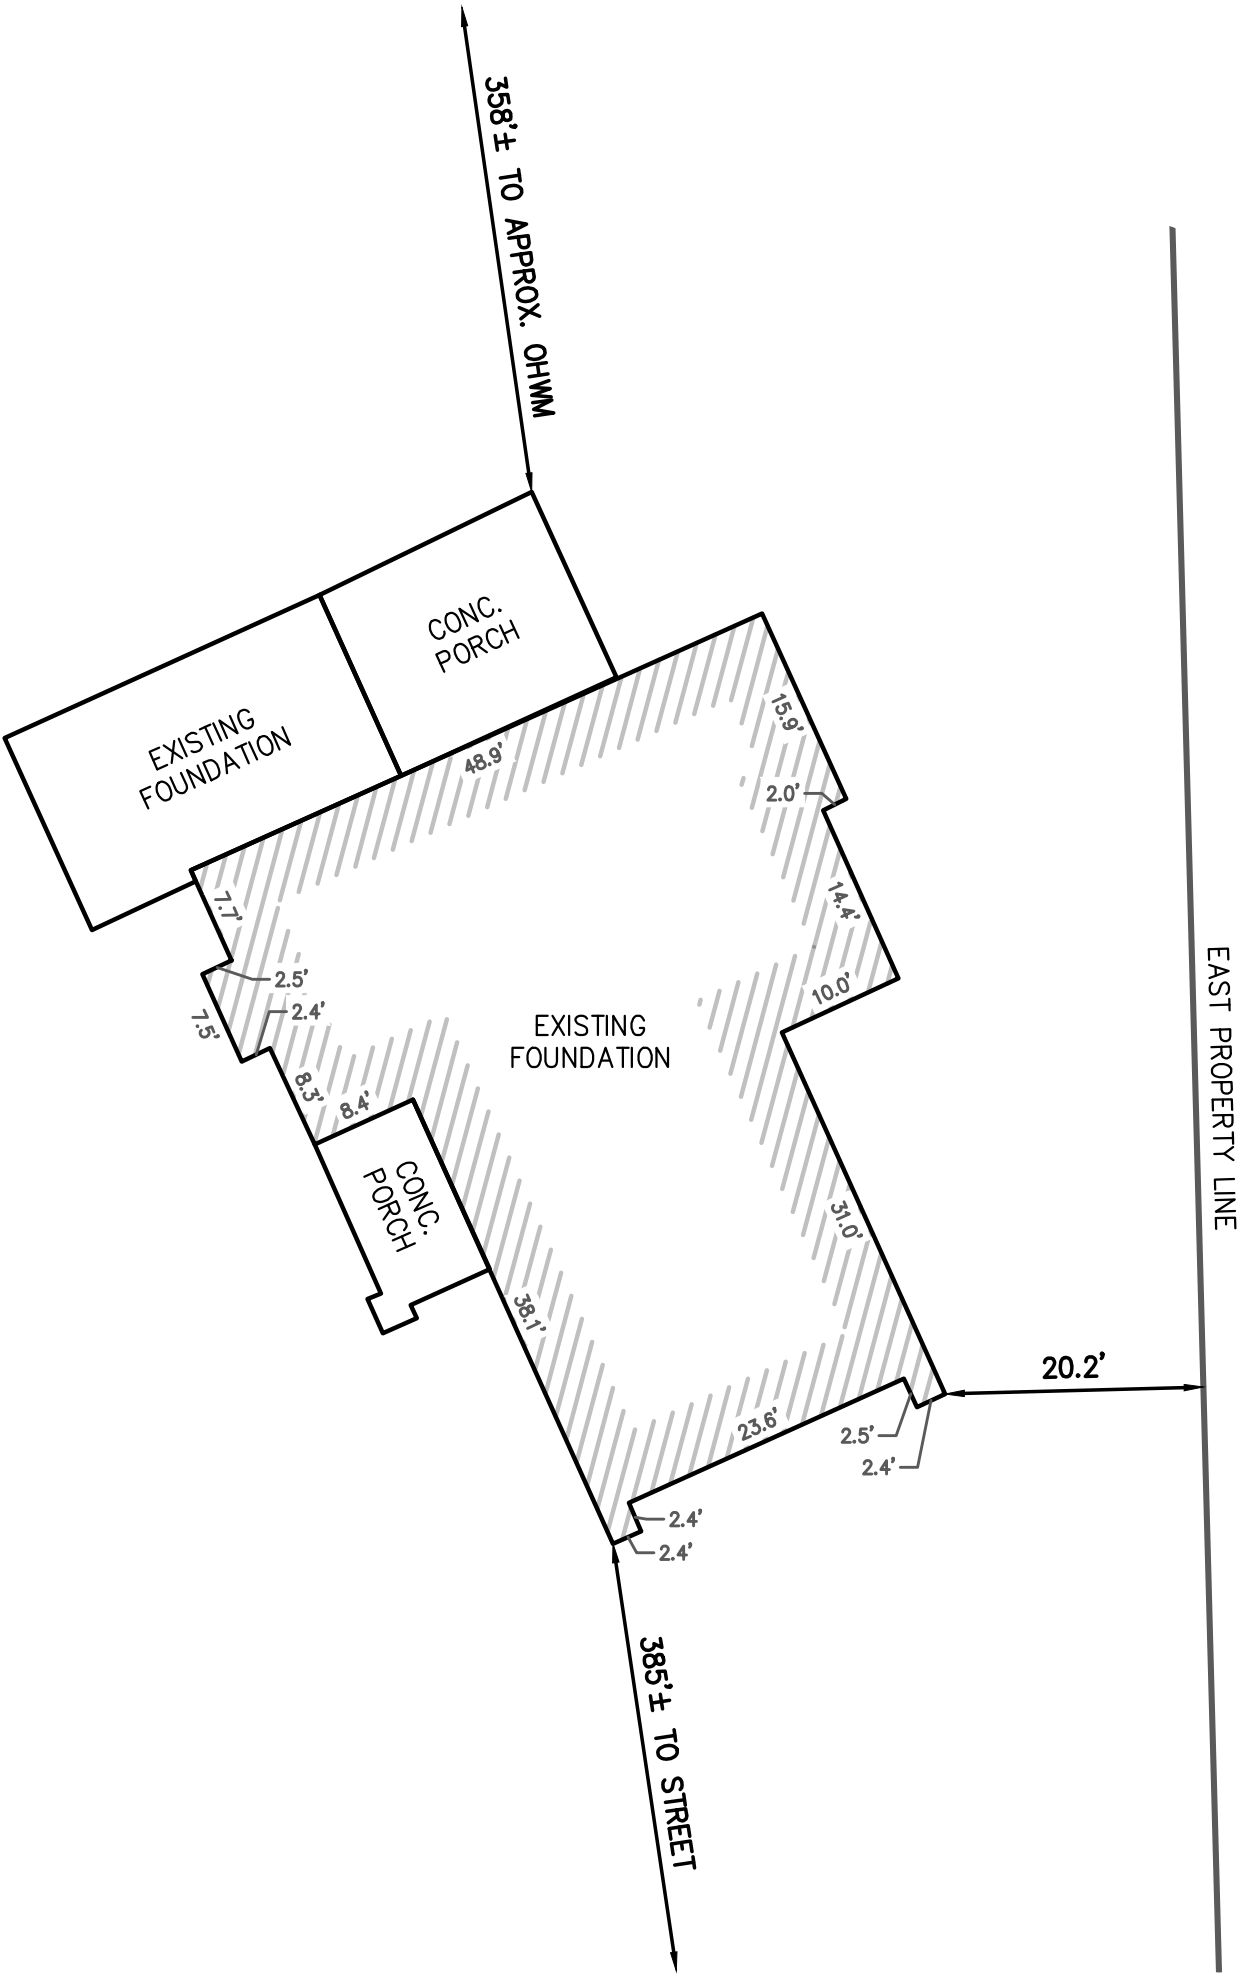 358'± TO APPROX. OHWM
CONC.
PORCH
EXISTING
FOUNDATION
48.9'
15.9'
2.0'
14.4'
10.0'
7.7'
2.5'
2.4'
7.5'
8.3'
8.4'
EXISTING
FOUNDATION
EAST PROPERTY LINE
CONC.
PORCH
31.0'
38.1'
20.2'
23.6'
2.5'
2.4'
2.4'
2.4'
385'± TO STREET